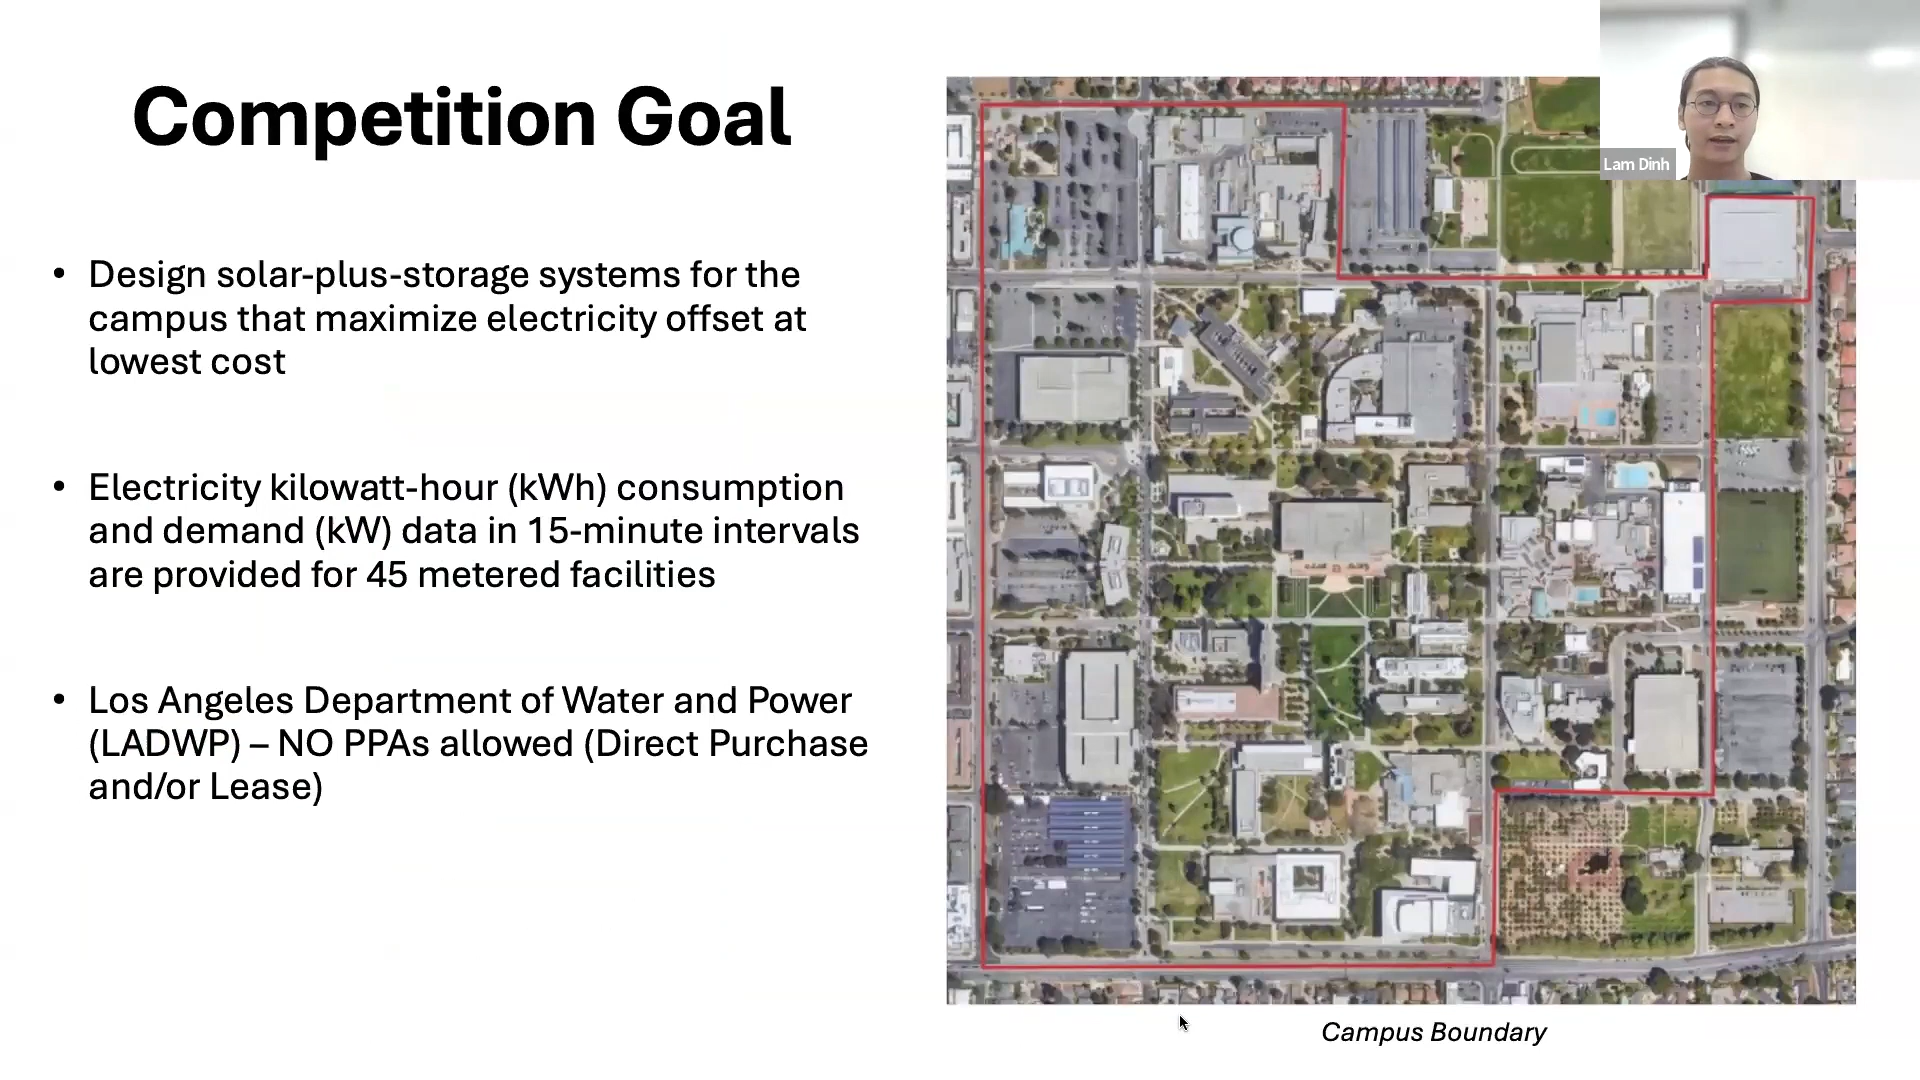 Competition Goal
• Design solar-plus-storage systems for the
campus that maximize electricity offset at
lowest cost
• Electricity kilowatt-hour (kWh) consumption
and demand (kW) data in 15-minute intervals
are provided for 45 metered facilities
• Los Angeles Department of Water and Power
(LADWP) – NO PPAs allowed (Direct Purchase
and/or Lease)
Lam Dinh
Campus Boundary